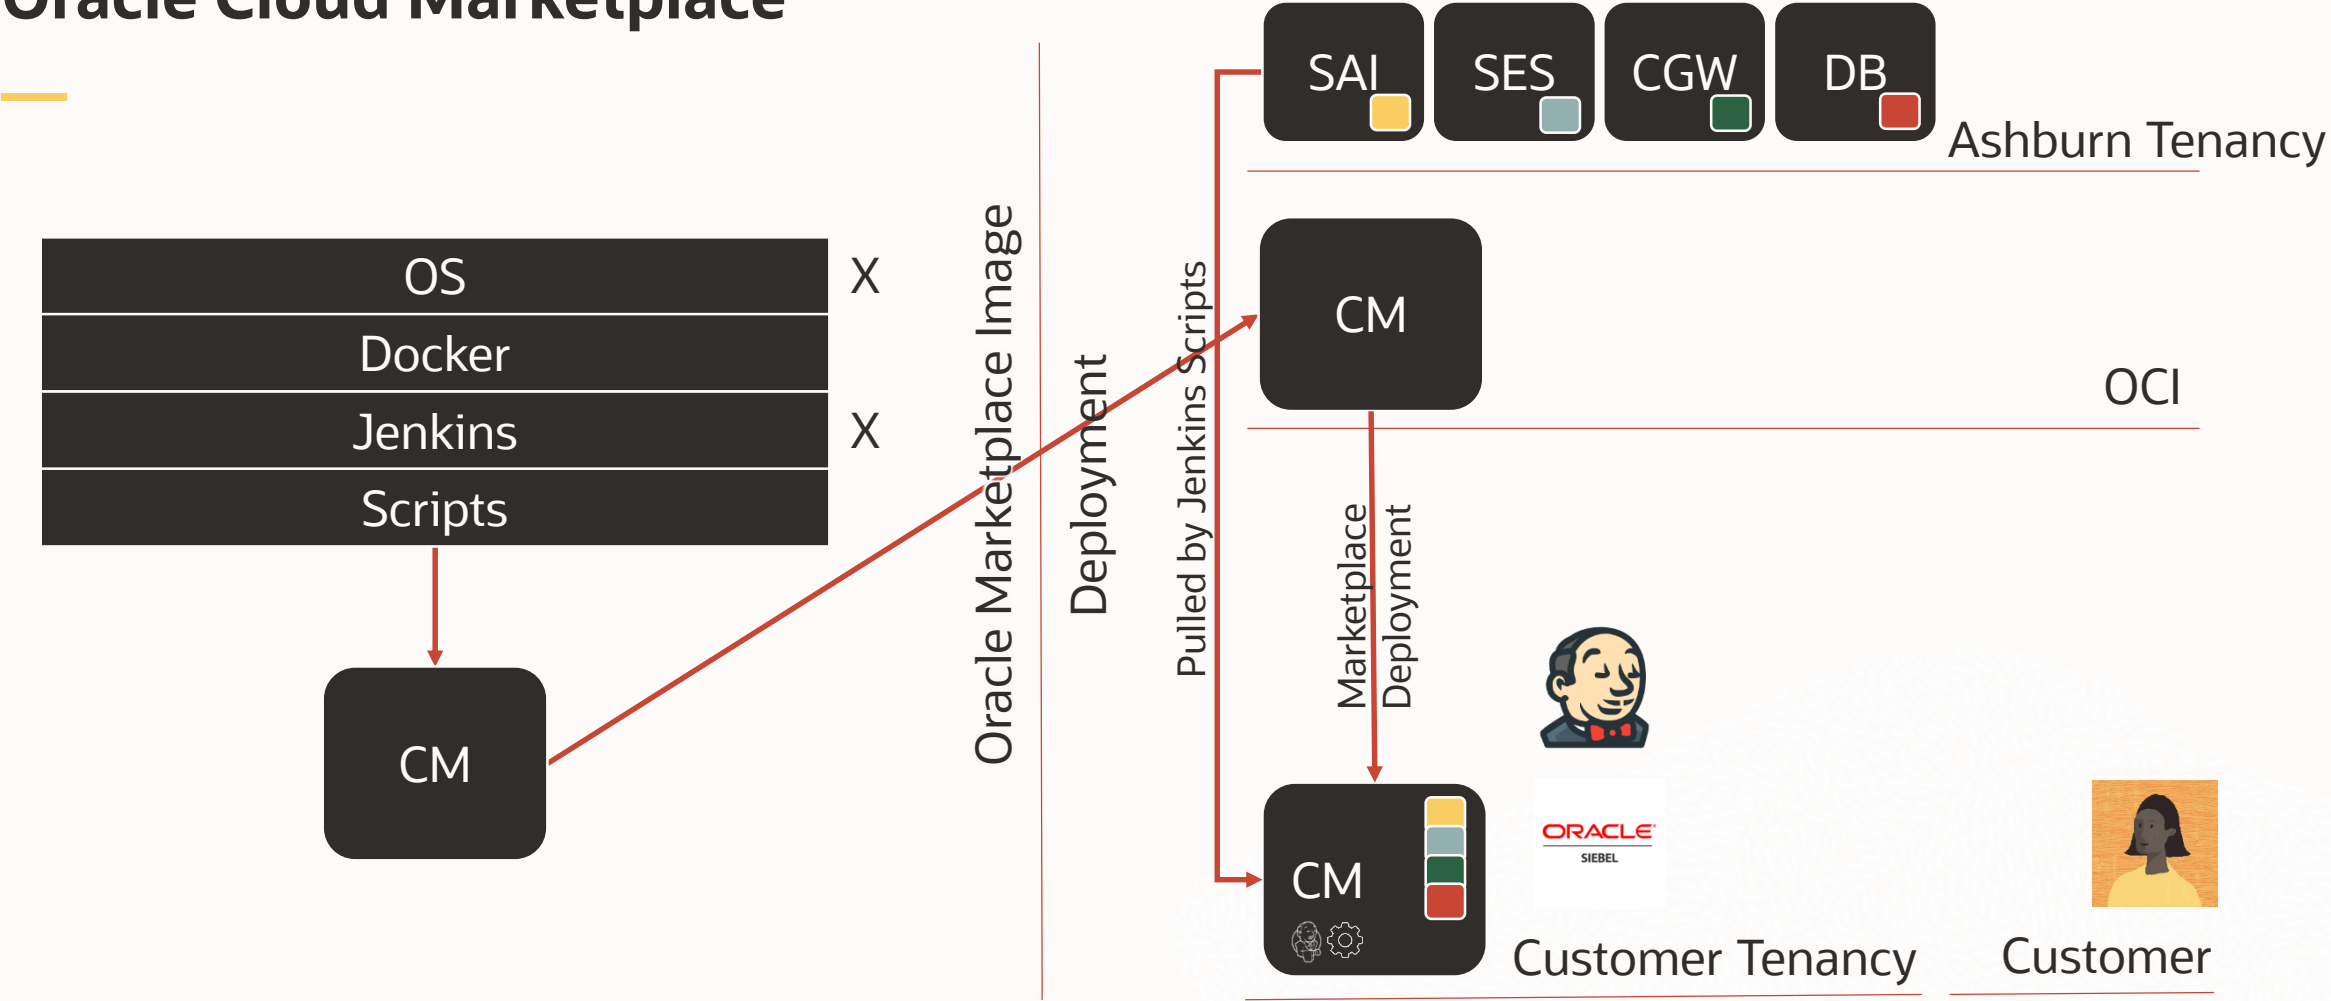 Oracle Cloud Marketplace
OS
X
Docker
Jenkins
X
Scripts
CM
Oracle Marketplace Image
Deployment
SAI
SES
CGW
DB
Ashburn Tenancy
Pulled by Jenkins Scripts
CM
OCI
Marketplace
Deployment
CM
ORACLE
SIEBEL
Customer Tenancy
Customer